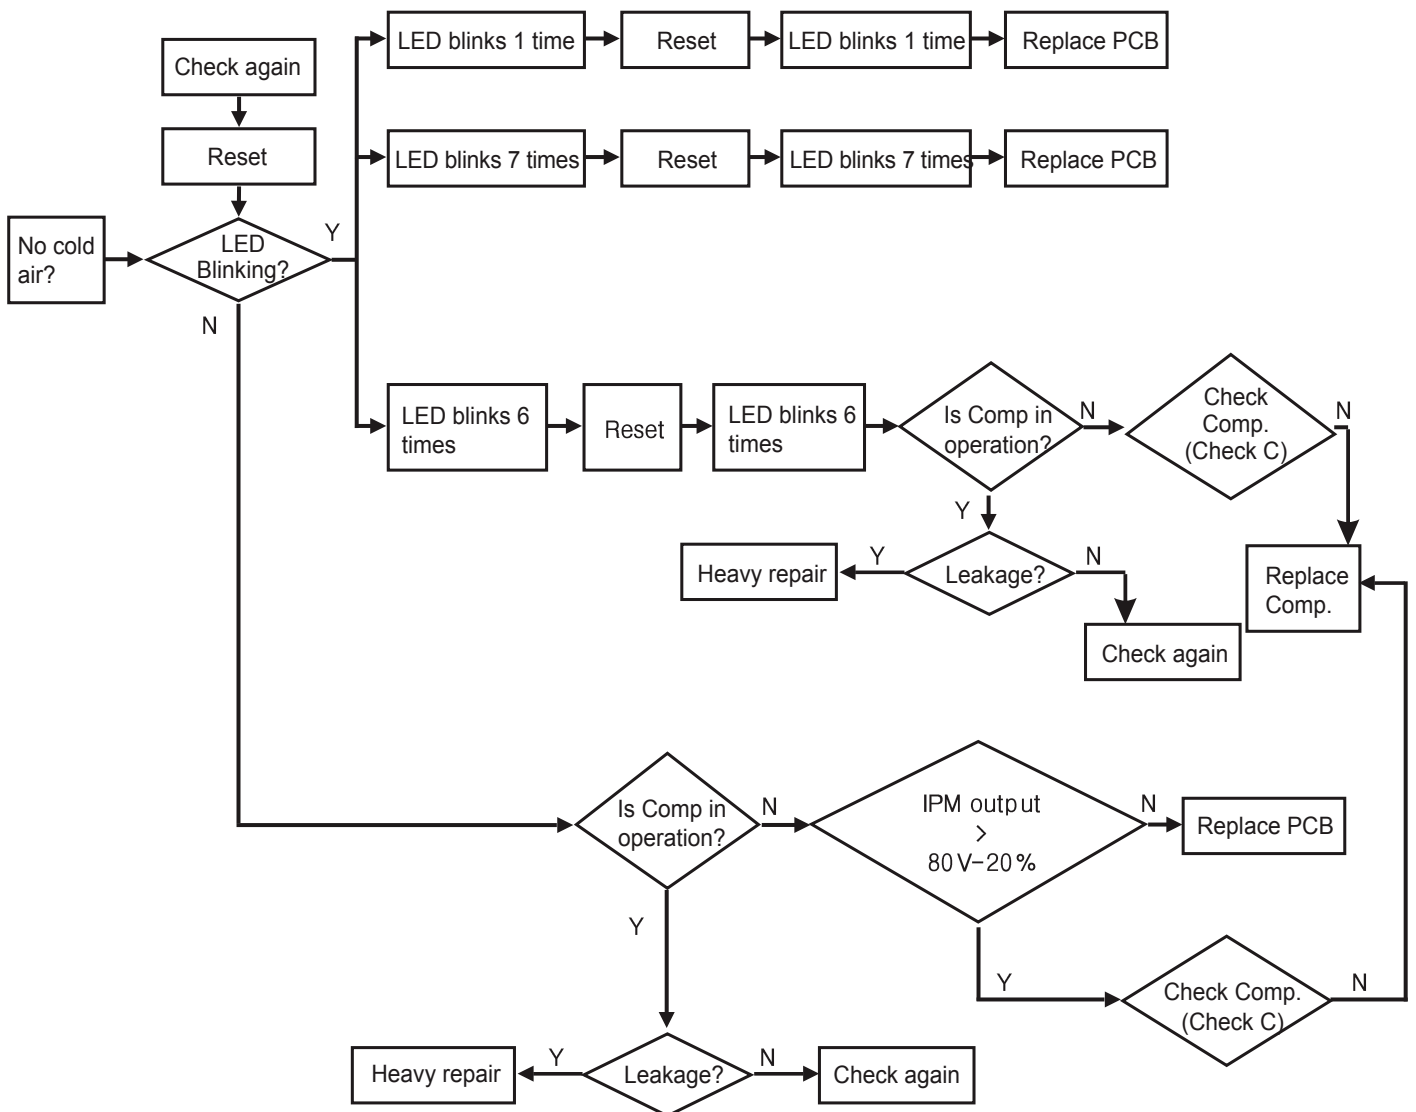 LED blinks 1 time
Reset
LED blinks 1 time
Replace PCB
Check again
Reset
LED blinks 7 times
Reset
LED blinks 7 times
Replace PCB
No cold
air?
LED
Blinking?
Y
N
LED blinks 6
times
Reset
LED blinks 6
times
Is Comp in
operation?
N
Check
Comp.
(Check C)
N
Y
Heavy repair
Y
Leakage?
N
Check again
Replace
Comp.
Is Comp in
operation?
N
IPM output
>
80V-20%
N
Replace PCB
Y
Y
Check Comp.
(Check C)
N
Heavy repair
Y
Leakage?
N
Check again